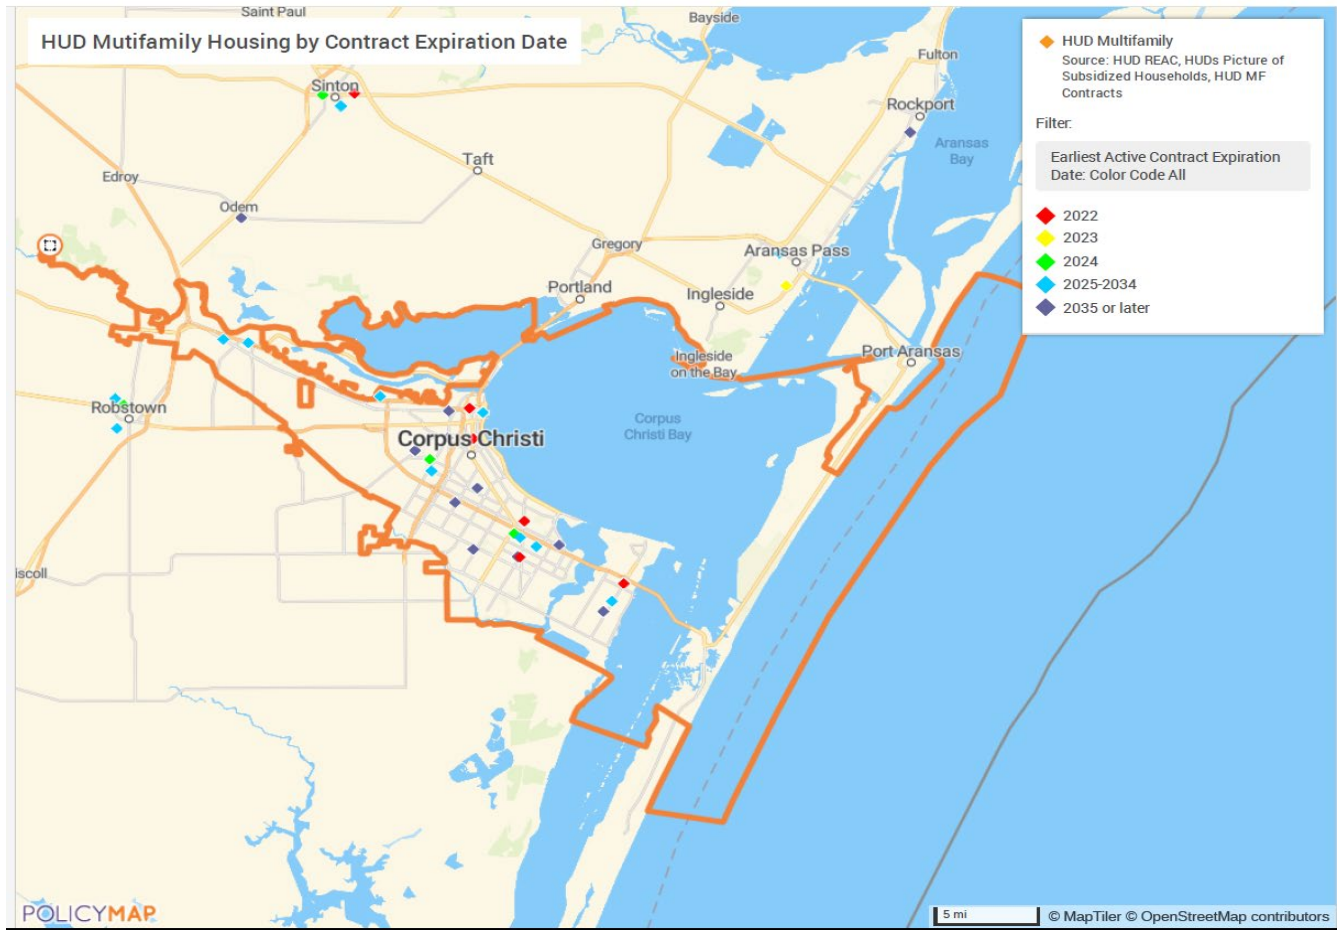 Saint Paul
Bayside
HUD Mutifamily Housing by Contract Expiration Date
HUD Multifamily
Source: HUD REAC, HUDs Picture of
Subsidized Households, HUD MF
Contracts
Filter:
Earliest Active Contract Expiration
Date: Color Code All
2022
2023
2024
2025-2034
2035 or later
Fulton
Sinton
Rockport
Aransas
Bay
Taft
Edroy
Odem
Gregory
Aransas Pass
Portland
Ingleside
Ingleside
on the Bay
Port Aransas
Robstown
Corpus
Christi Bay
Corpus Christi
iscoll
POLICYMAP
5 mi
© MapTiler © OpenStreetMap contributors